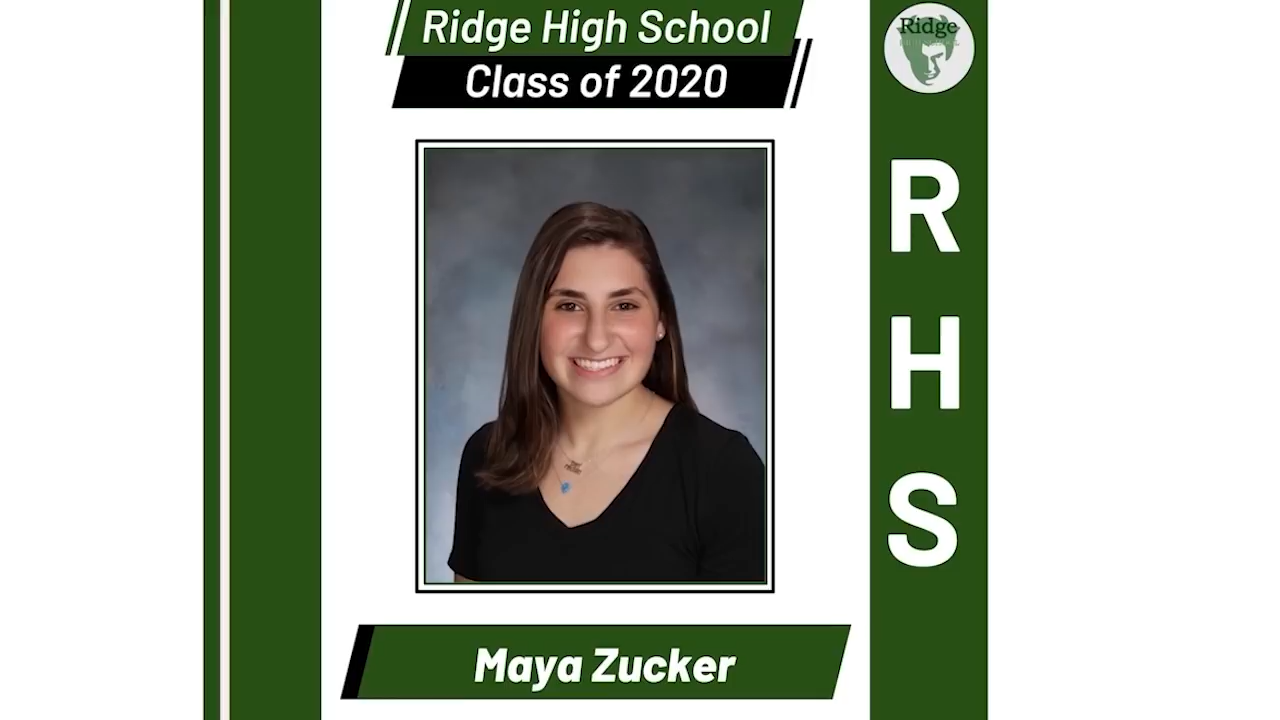 Ridge High School
Class of 2020
Ridge
R
H
S
Maya Zucker